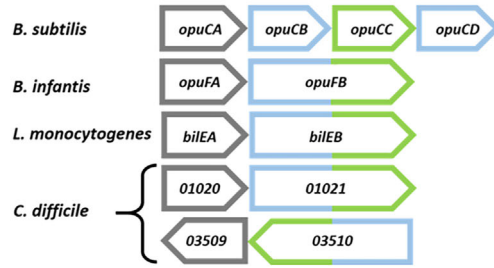 B. subtilis opuCA opuCB opuCC opuCD
B. infantis opuFA opuFB
L. monocytogenes bilEA bilEB
01020 01021
C. difficile
03509 03510